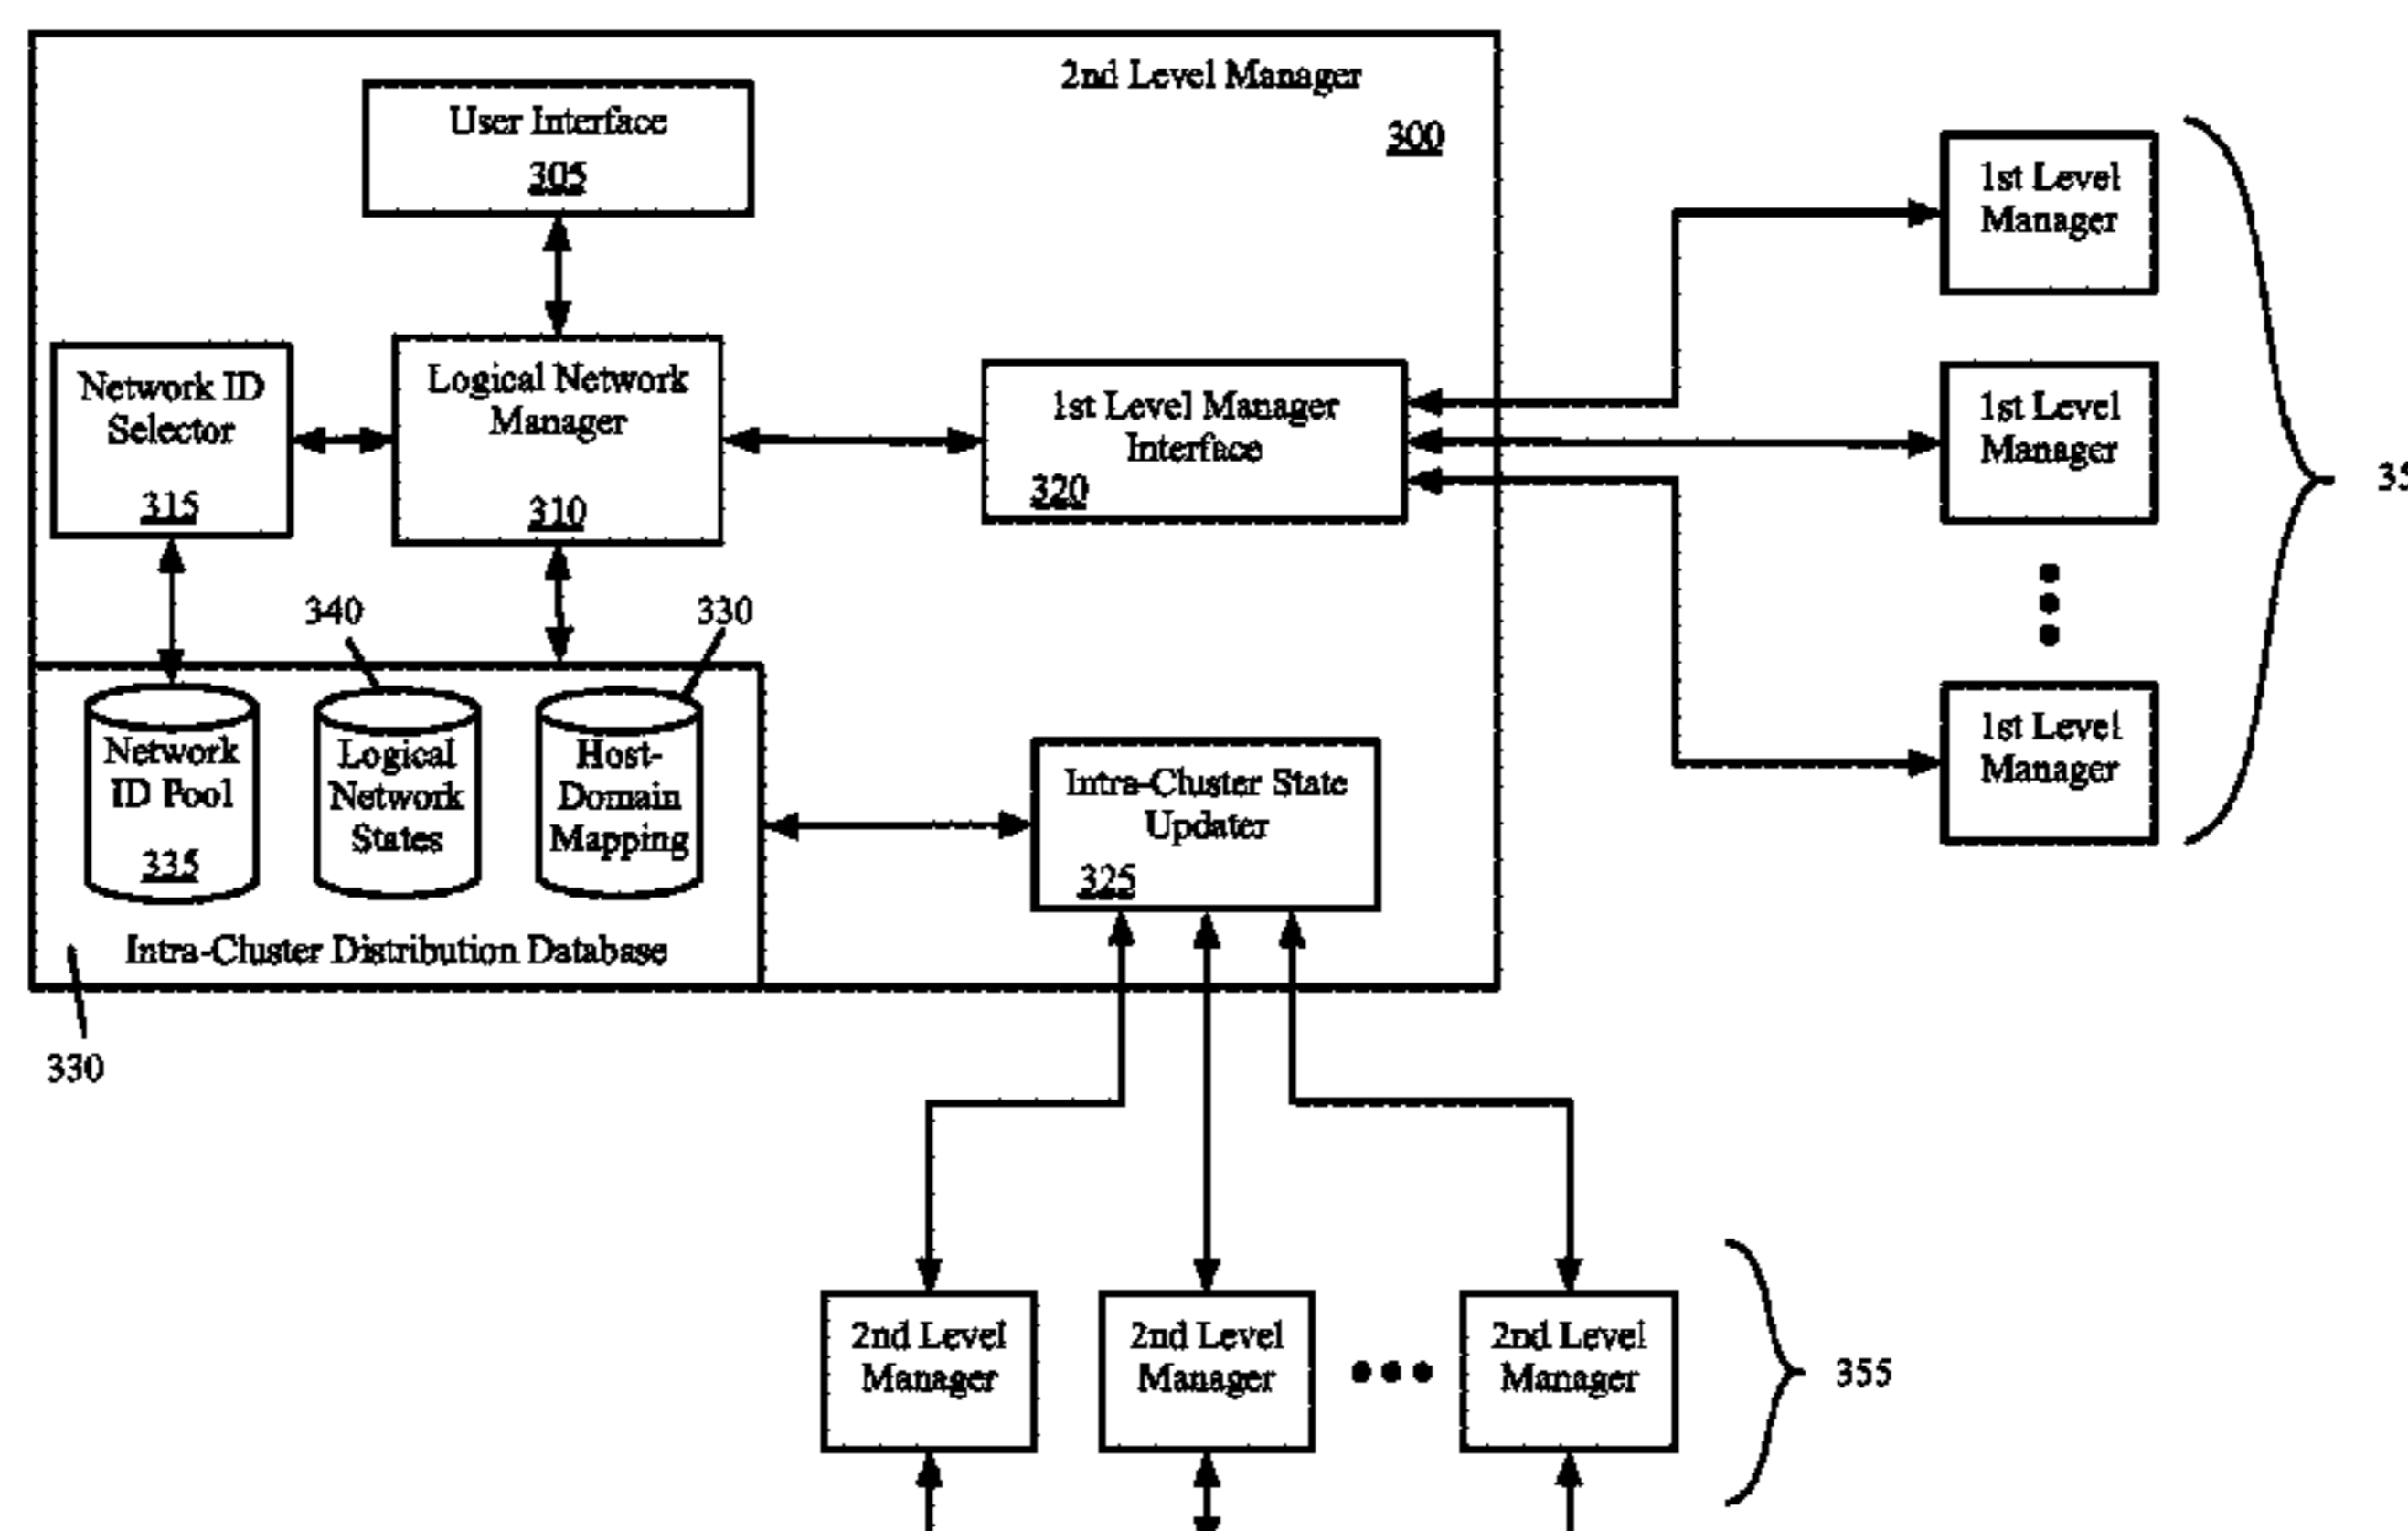 2nd Level Manager
300
User Interface
305
1st Level
Manager
Network ID
Selector
315
Logical Network
Manager
310
1st Level Manager
Interface
320
1st Level
Manager
35
340
330
1st Level
Manager
Network
ID Pool
335
Logical
Network
States
Host-
Domain
Mapping
Intra-Cluster State
Updater
325
Intra-Cluster Distribution Database
330
2nd Level
Manager
2nd Level
Manager
2nd Level
Manager
355